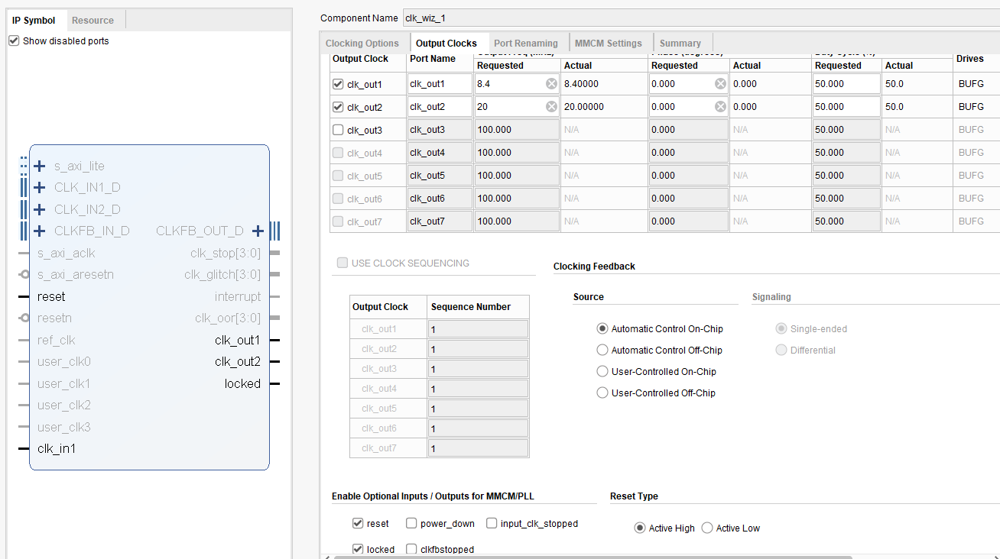 IP Symbol Resource
Show disabled ports
s_axi_lite
CLK_IN1_D
CLK_IN2_D
CLKFB_IN_D CLKFB_OUT_D
s_axi_aclk clk_stop[3:0]
s_axi_aresetn clk_glitch[3:0]
reset interrupt
resetn clk_oor[3:0]
ref_clk clk_out1
user_clk0 clk_out2
user_clk1 locked
user_clk2
user_clk3
clk_in1
Component Name clk_wiz_1
Clocking Options Output Clocks Port Renaming MMCM Settings Summary
Output Clock Port Name Output Freq (MHz) Phase (degrees) Duty Cycle (%) Drives
Requested Actual Requested Actual Requested Actual
clk_out1 clk_out1 8.4 8.40000 0.000 0.000 50.000 50.0 BUFG
clk_out2 clk_out2 20 20.00000 0.000 0.000 50.000 50.0 BUFG
clk_out3 clk_out3 100.000 N/A 0.000 N/A 50.000 N/A BUFG
clk_out4 clk_out4 100.000 N/A 0.000 N/A 50.000 N/A BUFG
clk_out5 clk_out5 100.000 N/A 0.000 N/A 50.000 N/A BUFG
clk_out6 clk_out6 100.000 N/A 0.000 N/A 50.000 N/A BUFG
clk_out7 clk_out7 100.000 N/A 0.000 N/A 50.000 N/A BUFG
USE CLOCK SEQUENCING
Output Clock Sequence Number
clk_out1 1
clk_out2 1
clk_out3 1
clk_out4 1
clk_out5 1
clk_out6 1
clk_out7 1
Clocking Feedback
Source Signaling
Automatic Control On-Chip Single-ended
Automatic Control Off-Chip Differential
User-Controlled On-Chip
User-Controlled Off-Chip
Enable Optional Inputs / Outputs for MMCM/PLL
reset power_down input_clk_stopped
locked clkfbstopped
Reset Type
Active High Active Low